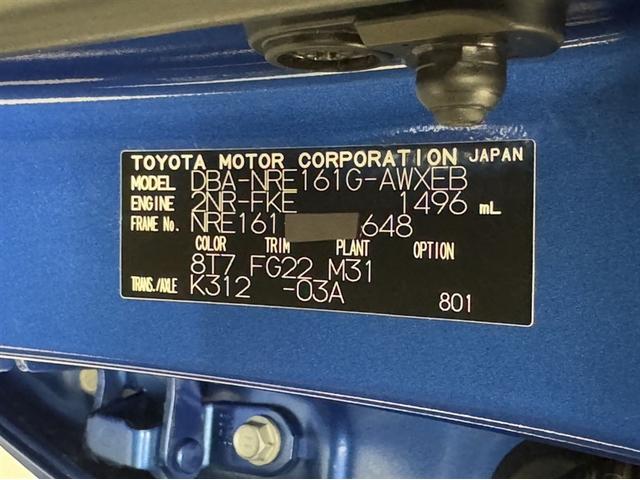 TOYOTA MOTOR CORPORATION JAPAN
MODEL DBA-NRE161G-AWXEB
ENGINE 2NR-FKE 1496 mL
FRAME No. NRE161 648
COLOR TRIM PLANT OPTION
8T7 FG22 M31
TRANS./AXLE K312 -03A 801